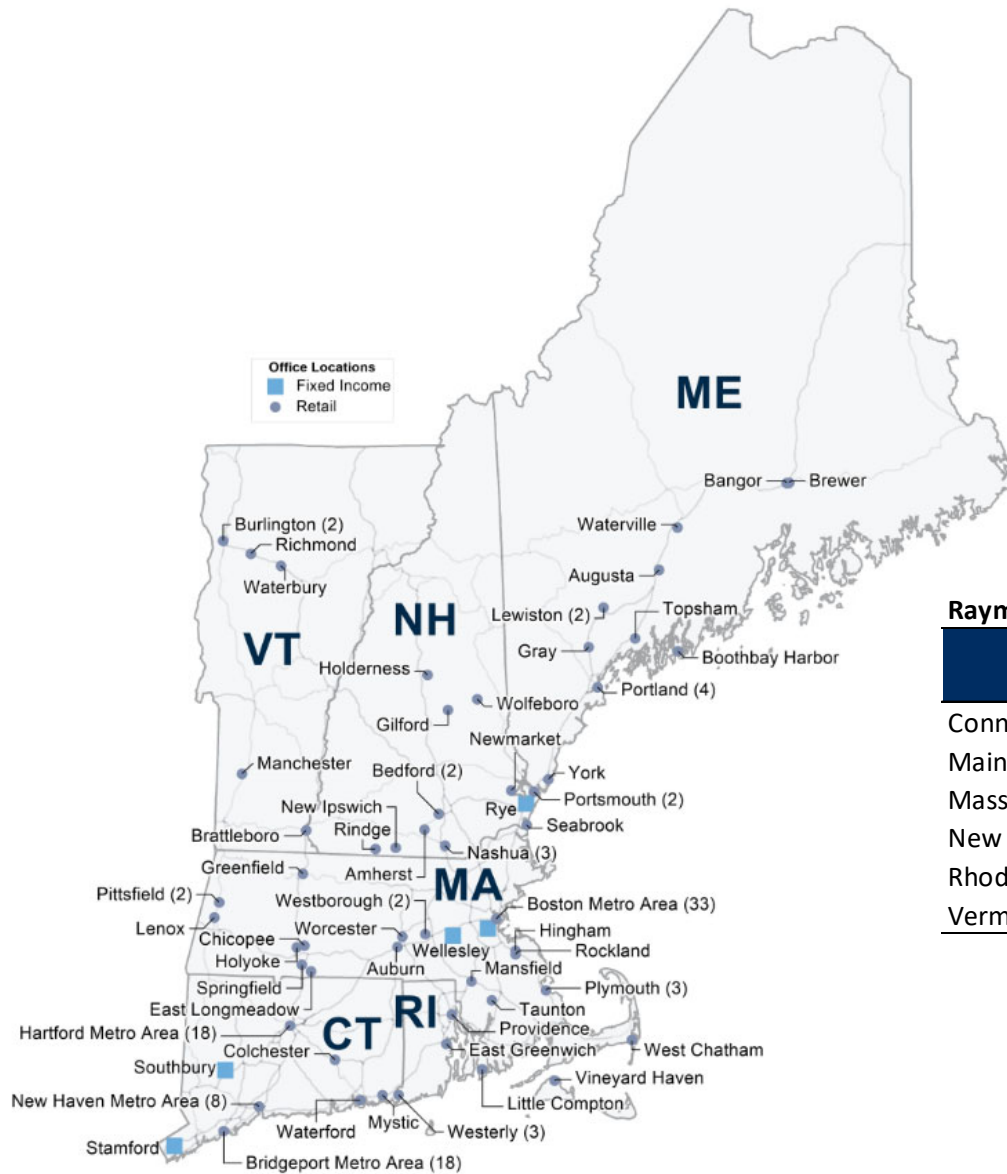 Office Locations
Fixed Income
Retail
ME
Bangor
Brewer
Waterville
Burlington (2)
Richmond
Waterbury
Augusta
Lewiston (2)
Topsham
NH
VT
Gray
Boothbay Harbor
Holderness
Portland (4)
Wolfeboro
Gilford
Newmarket
Manchester
Bedford (2)
York
New Ipswich
Rye
Portsmouth (2)
Brattleboro
Rindge
Seabrook
Amherst
Nashua (3)
Greenfield
MA
Pittsfield (2)
Westborough (2)
Boston Metro Area (33)
Lenox
Worcester
Hingham
Chicopee
Wellesley
Rockland
Holyoke
Auburn
Mansfield
Springfield
Plymouth (3)
East Longmeadow
Taunton
RI
Providence
Hartford Metro Area (18)
CT
East Greenwich
West Chatham
Colchester
Southbury
Vineyard Haven
New Haven Metro Area (8)
Little Compton
Waterford
Mystic
Westerly (3)
Stamford
Bridgeport Metro Area (18)
Raym
Conn
Main
Mass
New
Rhod
Verm